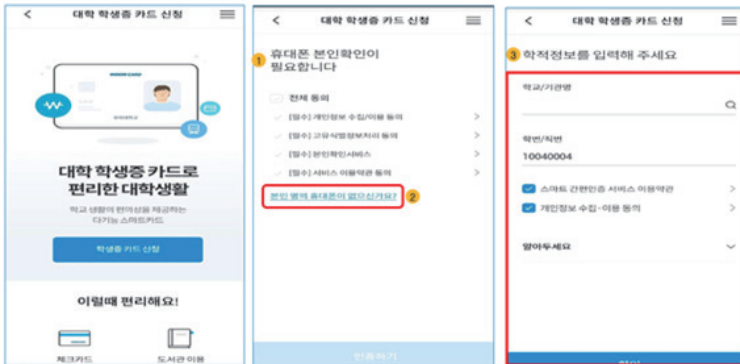 대학 학생증 카드 신청
대학 학생증 카드로
편리한 대학생활
학교 생활의 편의성을 제공하는
다기능 스마트카드
학생증 카드 신청
이럴때 편리해요!
체크카드
도서관 이용
대학 학생증 카드 신청
1
휴대폰 본인확인이
필요합니다
전체 동의
[필수] 개인정보 수집/이용 동의
[필수] 고유식별정보처리 동의
[필수] 본인확인서비스
[필수] 서비스 이용약관 동의
본인 명의 휴대폰이 없으신가요?
2
인증하기
대학 학생증 카드 신청
3 학적정보를 입력해 주세요
학교/기관명
학번/직번
10040004
스마트 간편인증 서비스 이용약관
개인정보 수집·이용 동의
알아두세요
확인